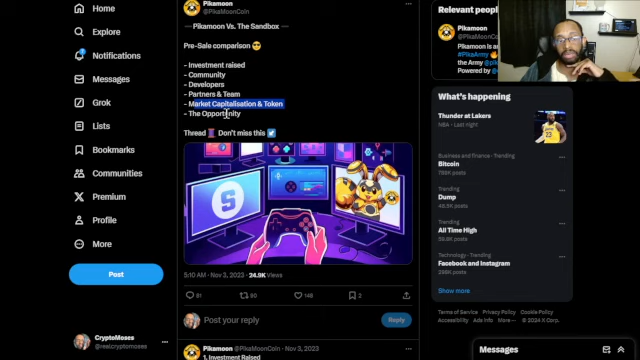 Home
Explore
Notifications
Messages
Grok
Lists
Bookmarks
Communities
Premium
Profile
More
Post
CryptoMoses
@realcryptomoses
Pikamoon
@PikaMoonCoin
Pikamoon Vs. The Sandbox
Pre-Sale comparison 😎
- Investment raised
- Community
- Developers
- Partners & Team
- Market Capitalisation & Token
- The Opportunity
Thread 🧵 Don't miss this ↙️
S
5:10 AM · Nov 3, 2023 · 24.9K Views
81
80
148
2
Post your reply
Reply
Pikamoon @PikaMoonCoin · Nov 3, 2023
1. Investment Raised
Relevant people
Pikamoon
@PikaMoonCoin
Pikamoon is an
#PikaArmy
the Army
Powered by
What's happening
Thunder at Lakers
NBA · Last night
Business and finance · Trending
Bitcoin
Trending
Dump
48.5K posts
Trending
All Time High
59.8K posts
Technology · Trending
Facebook and Instagram
298K posts
Show more
Terms of Service Privacy Policy Cookie Policy
Accessibility Ads info More ··· © 2024 X Corp.
Messages